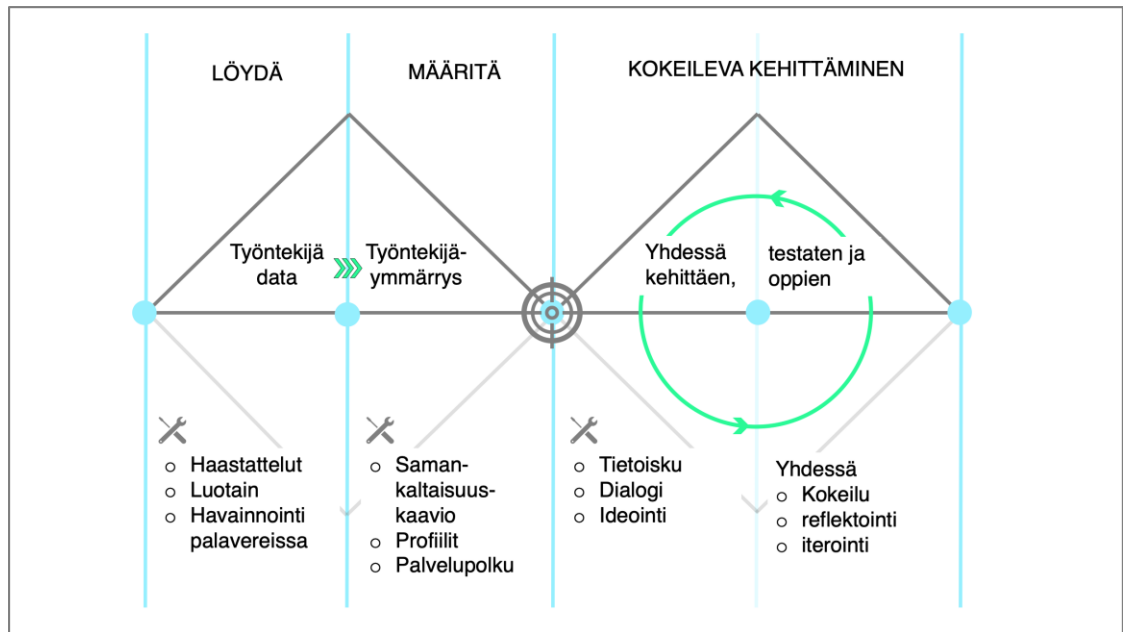 LÖYDÄ
MÄÄRITÄ
KOKEILEVA KEHITTÄMINEN
Työntekijä
data
Työntekijä-
ymmärrys
Yhdessä
kehittäen,
testaten ja
oppien
Haastattelut
Luotain
Havainnointi
palavereissa
Saman-
kaltaisuus-
kaavio
Profiilit
Palvelupolku
Tietoisku
Dialogi
Ideointi
Yhdessä
Kokeilu
reflektointi
iterointi